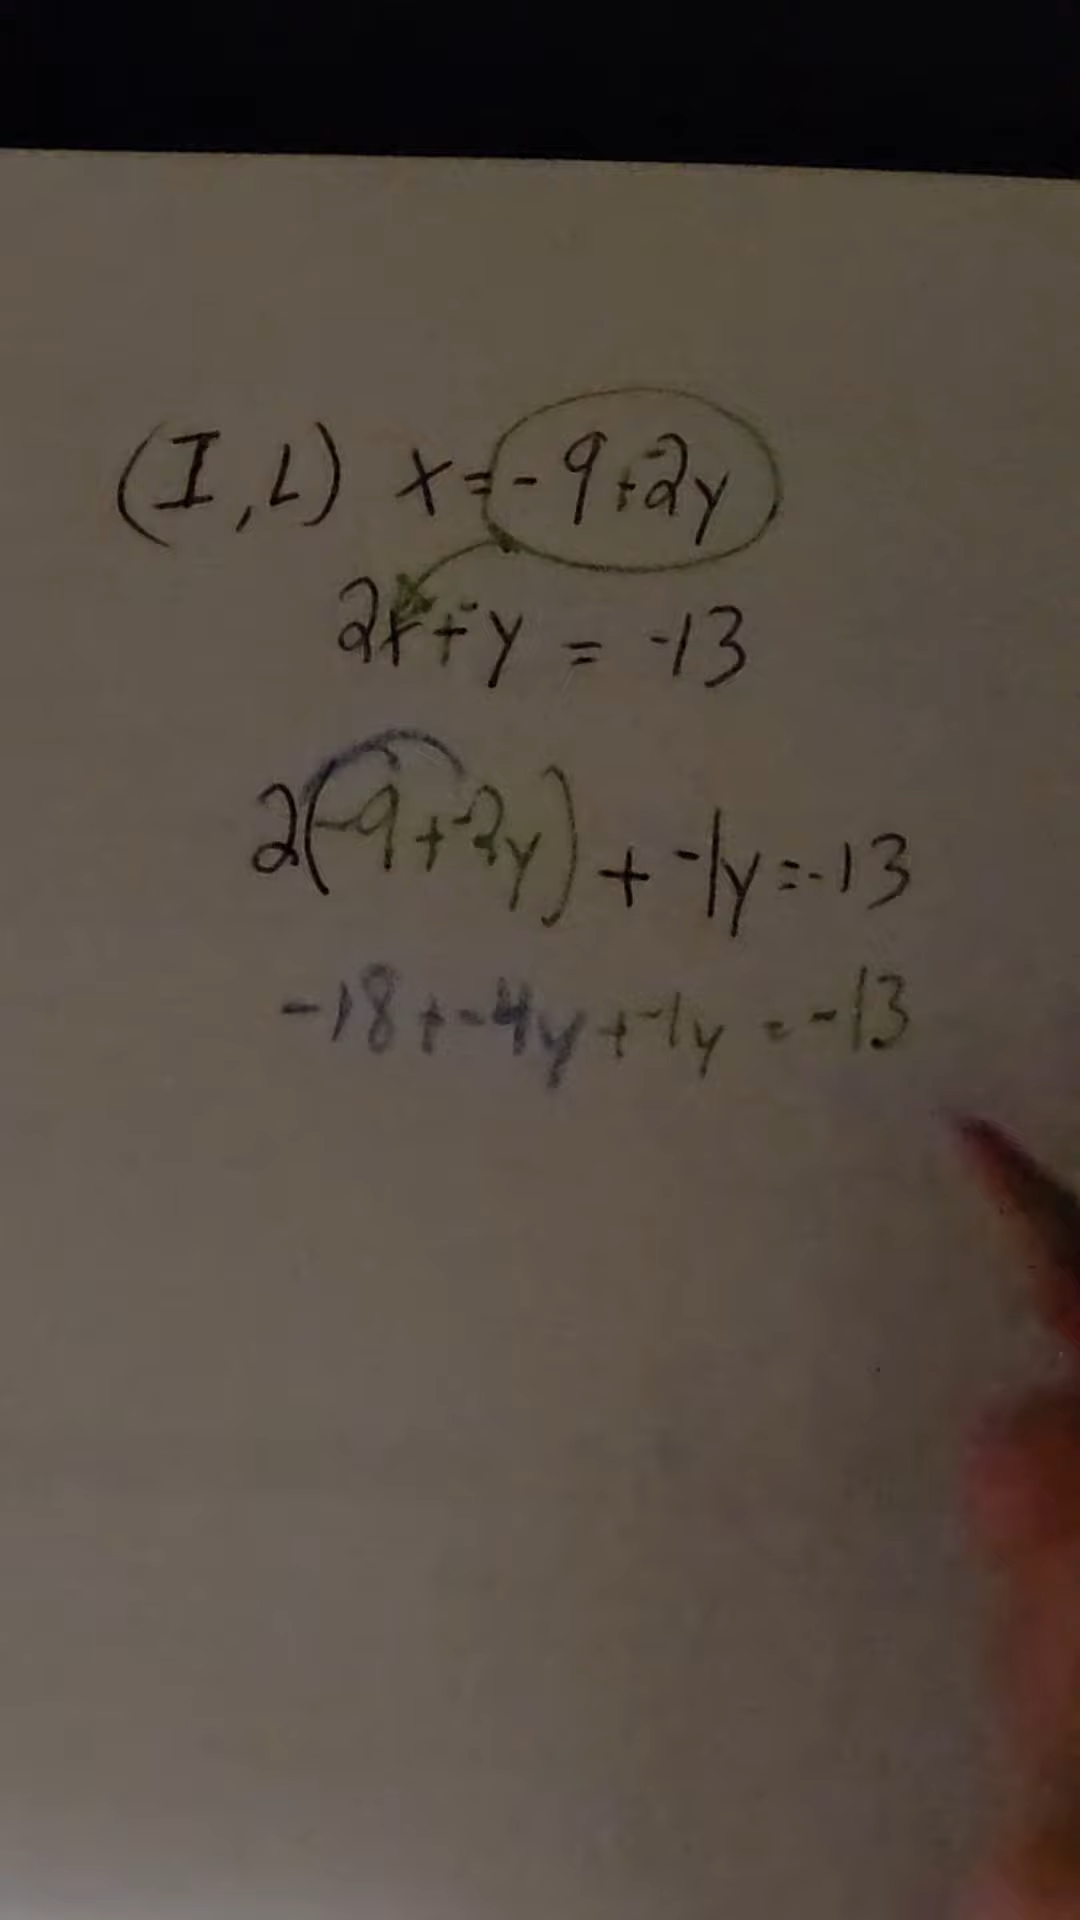 (I, L) x = -9+-2y
2x+-y = -13
2(-9+-2y) + -1y = -13
-18+-4y+-1y = -13